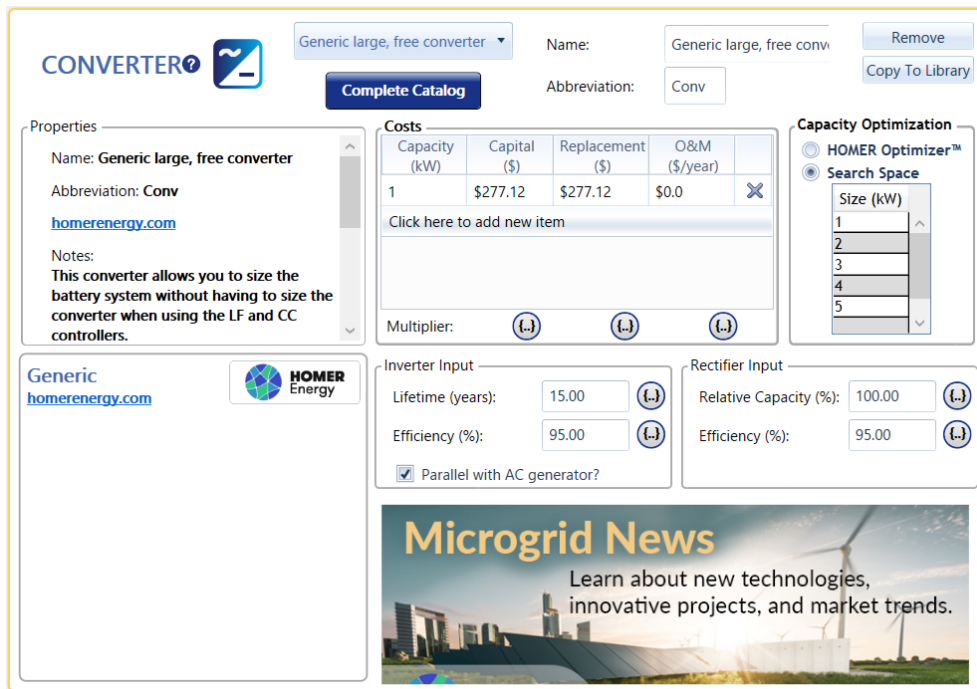 CONVERTER
Generic large, free converter
Complete Catalog
Name:
Generic large, free conv
Abbreviation:
Conv
Remove
Copy To Library
Properties
Name: Generic large, free converter
Abbreviation: Conv
homerenergy.com
Notes:
This converter allows you to size the
battery system without having to size the
converter when using the LF and CC
controllers.
Generic
homerenergy.com
HOMER
Energy
Costs
Capacity
(kW)
Capital
($)
Replacement
($)
O&M
($/year)
1
$277.12
$277.12
$0.0
Click here to add new item
Multiplier:
{..}
{..}
{..}
Capacity Optimization
HOMER Optimizer™
Search Space
Size (kW)
1
2
3
4
5
Inverter Input
Lifetime (years):
15.00
{..}
Efficiency (%):
95.00
{..}
Parallel with AC generator?
Rectifier Input
Relative Capacity (%):
100.00
{..}
Efficiency (%):
95.00
{..}
Microgrid News
Learn about new technologies,
innovative projects, and market trends.